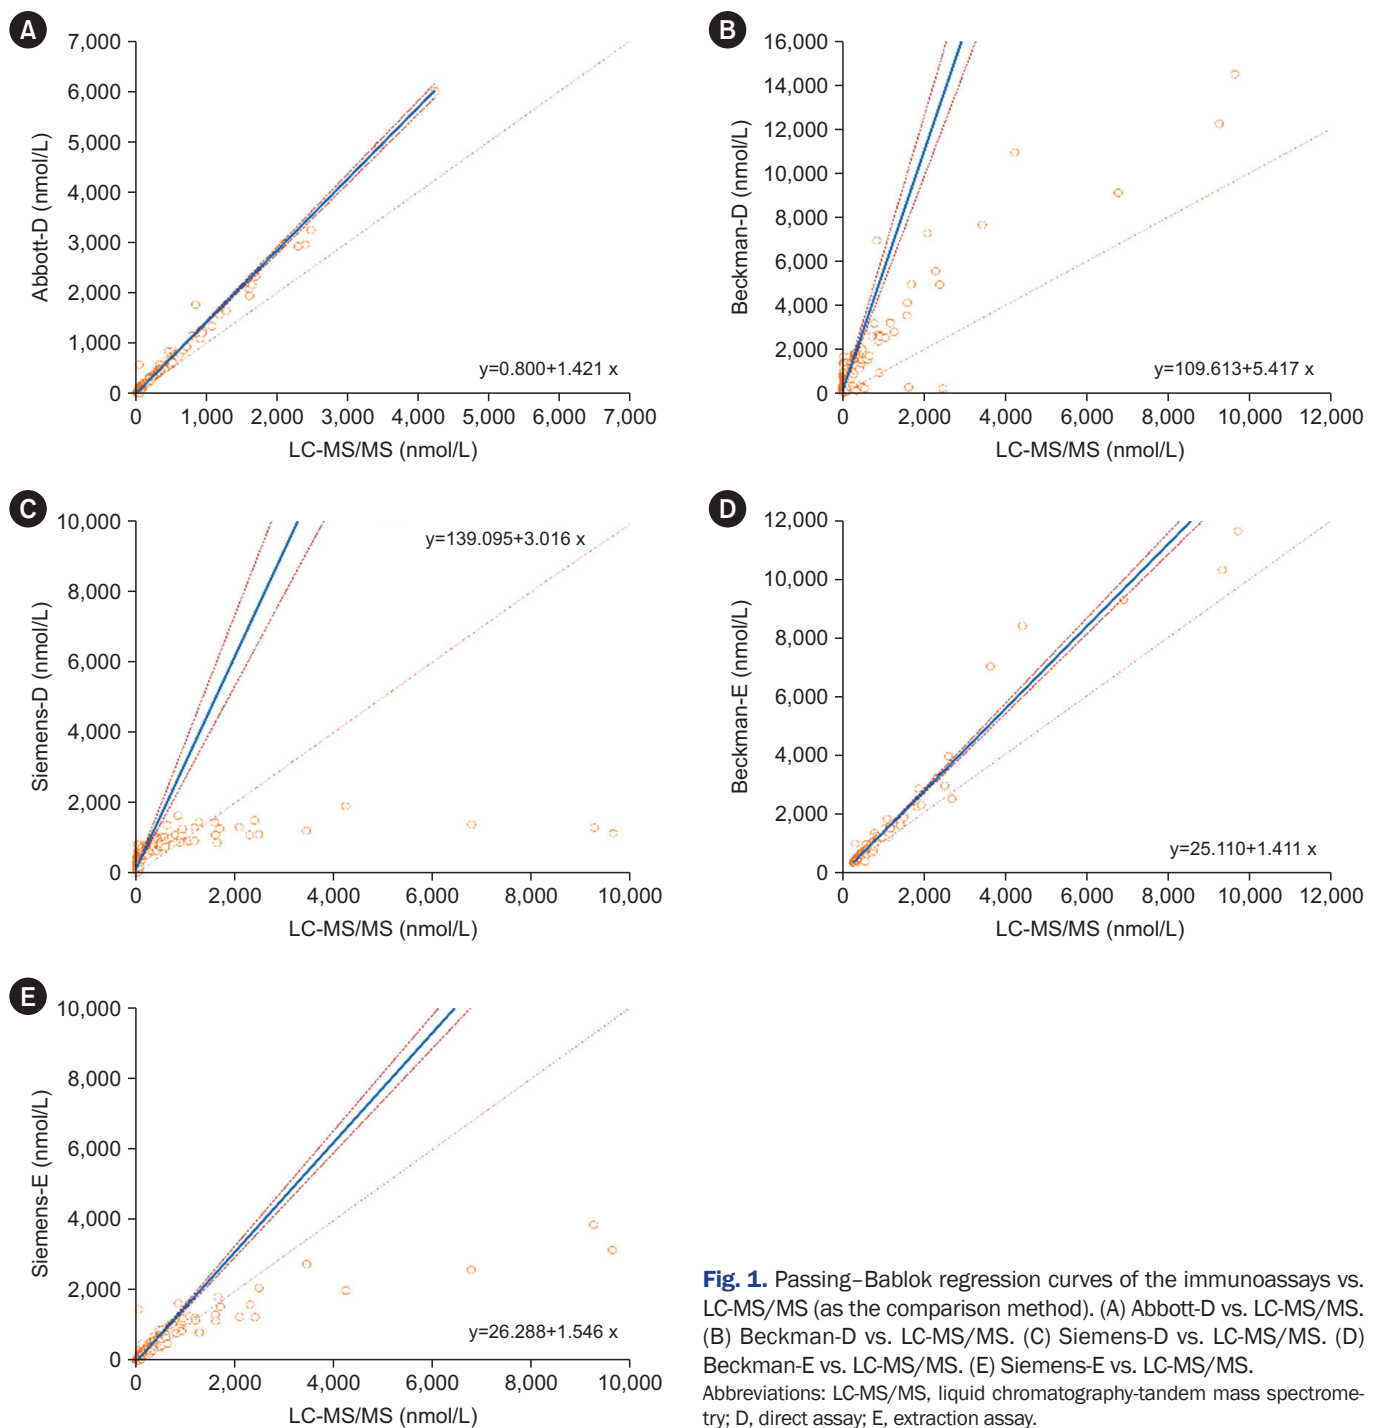 A
7,000
6,000
5,000
4,000
3,000
2,000
1,000
0
Abbott-D (nmol/L)
y=0.800+1.421 x
0 1,000 2,000 3,000 4,000 5,000 6,000 7,000
LC-MS/MS (nmol/L)
B
16,000
14,000
12,000
10,000
8,000
6,000
4,000
2,000
0
Beckman-D (nmol/L)
y=109.613+5.417 x
0 2,000 4,000 6,000 8,000 10,000 12,000
LC-MS/MS (nmol/L)
C
10,000
8,000
6,000
4,000
2,000
0
Siemens-D (nmol/L)
y=139.095+3.016 x
0 2,000 4,000 6,000 8,000 10,000
LC-MS/MS (nmol/L)
D
12,000
10,000
8,000
6,000
4,000
2,000
0
Beckman-E (nmol/L)
y=25.110+1.411 x
0 2,000 4,000 6,000 8,000 10,000 12,000
LC-MS/MS (nmol/L)
E
10,000
8,000
6,000
4,000
2,000
0
Siemens-E (nmol/L)
y=26.288+1.546 x
0 2,000 4,000 6,000 8,000 10,000
LC-MS/MS (nmol/L)
Fig. 1. Passing–Bablok regression curves of the immunoassays vs.
LC-MS/MS (as the comparison method). (A) Abbott-D vs. LC-MS/MS.
(B) Beckman-D vs. LC-MS/MS. (C) Siemens-D vs. LC-MS/MS. (D)
Beckman-E vs. LC-MS/MS. (E) Siemens-E vs. LC-MS/MS.
Abbreviations: LC-MS/MS, liquid chromatography-tandem mass spectrome-
try; D, direct assay; E, extraction assay.